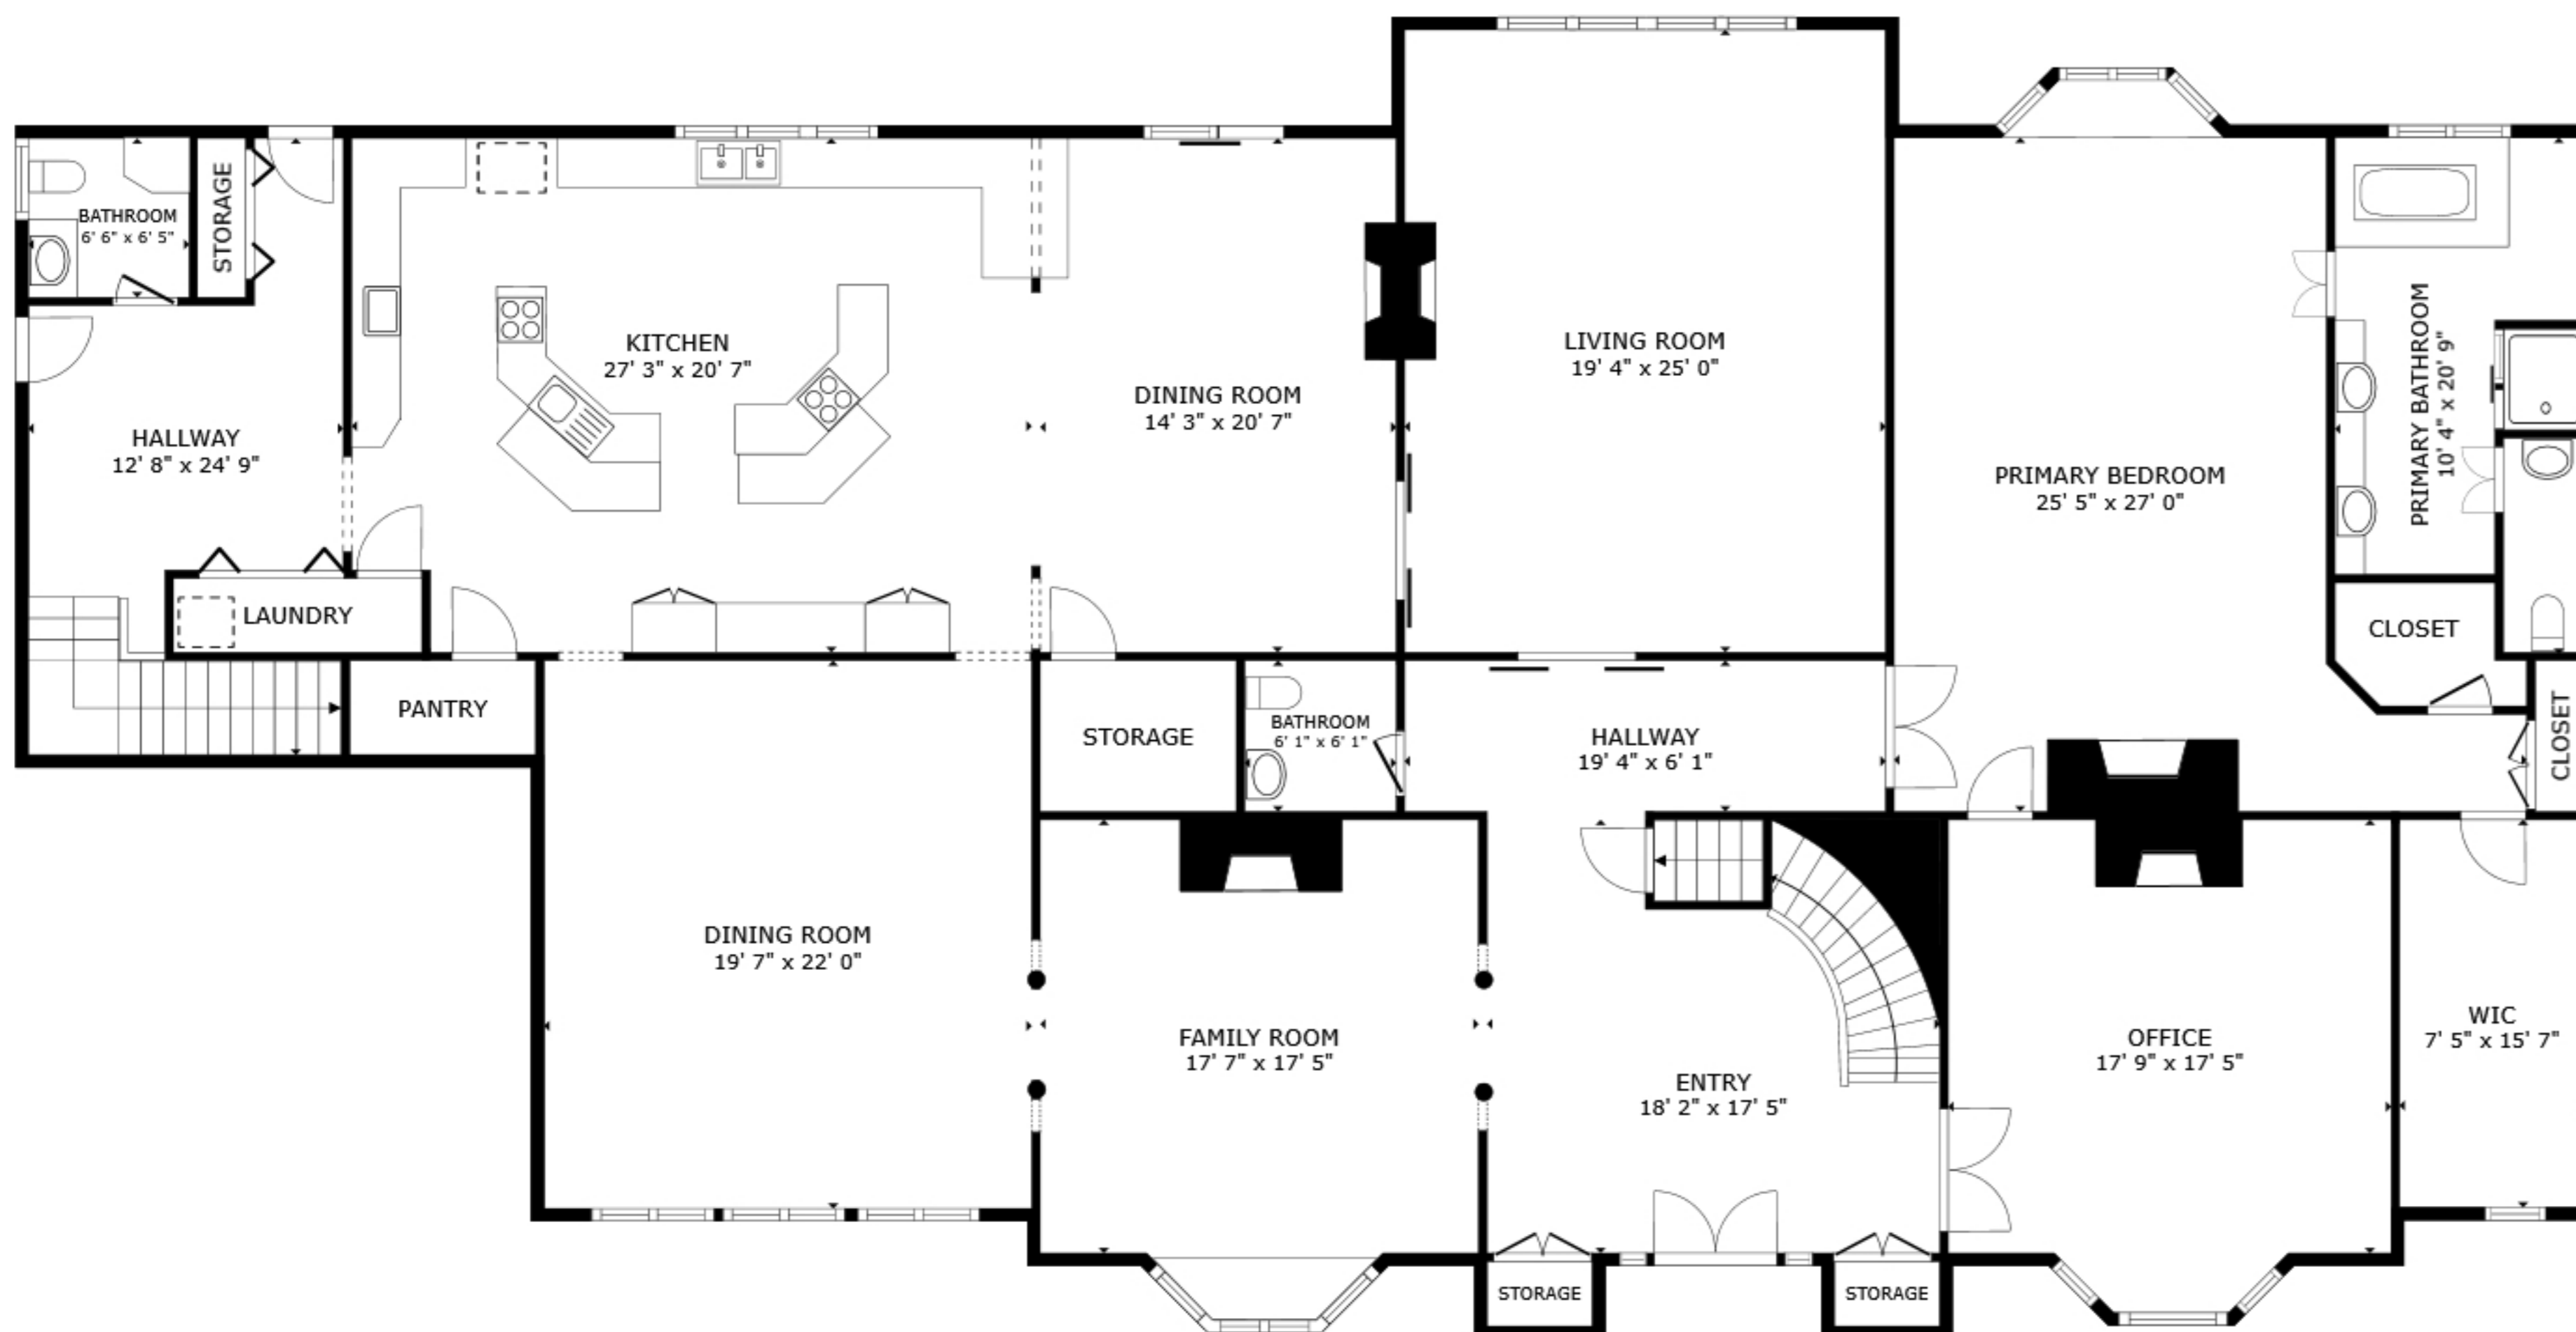 BATHROOM
6' 6" x 6' 5"
STORAGE
HALLWAY
12' 8" x 24' 9"
LAUNDRY
PANTRY
KITCHEN
27' 3" x 20' 7"
DINING ROOM
14' 3" x 20' 7"
LIVING ROOM
19' 4" x 25' 0"
PRIMARY BEDROOM
25' 5" x 27' 0"
PRIMARY BATHROOM
10' 4" x 20' 9"
CLOSET
CLOSET
STORAGE
BATHROOM
6' 1" x 6' 1"
HALLWAY
19' 4" x 6' 1"
DINING ROOM
19' 7" x 22' 0"
FAMILY ROOM
17' 7" x 17' 5"
ENTRY
18' 2" x 17' 5"
OFFICE
17' 9" x 17' 5"
WIC
7' 5" x 15' 7"
STORAGE
STORAGE